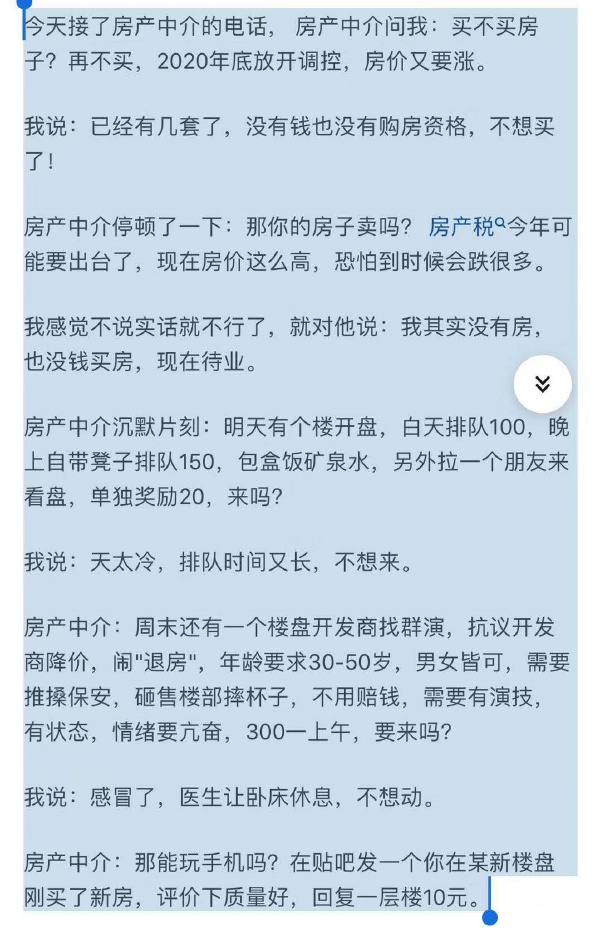 今天接了房产中介的电话， 房产中介问我：买不买房
子？再不买，2020年底放开调控，房价又要涨。
我说：已经有几套了，没有钱也没有购房资格，不想买
了！
房产中介停顿了一下：那你的房子卖吗？ 房产税今年可
能要出台了，现在房价这么高，恐怕到时候会跌很多。
我感觉不说实话就不行了，就对他说：我其实没有房，
也没钱买房，现在待业。
房产中介沉默片刻：明天有个楼开盘，白天排队100，晚
上自带凳子排队150，包盒饭矿泉水，另外拉一个朋友来
看盘，单独奖励20，来吗？
我说：天太冷，排队时间又长，不想来。
房产中介：周末还有一个楼盘开发商找群演，抗议开发
商降价，闹"退房"，年龄要求30-50岁，男女皆可，需要
推搡保安，砸售楼部摔杯子，不用赔钱，需要有演技，
有状态，情绪要亢奋，300一上午，要来吗？
我说：感冒了，医生让卧床休息，不想动。
房产中介：那能玩手机吗？在贴吧发一个你在某新楼盘
刚买了新房，评价下质量好，回复一层楼10元。